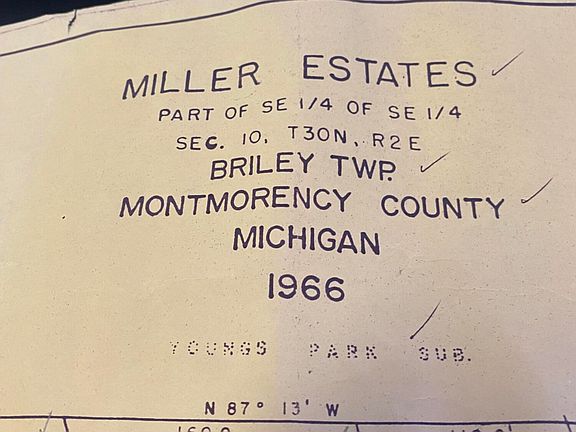 MILLER ESTATES
PART OF SE 1/4 OF SE 1/4
SEC. 10, T30N, R2E
BRILEY TWP.
MONTMORENCY COUNTY
MICHIGAN
1966
YOUNGS PARK SUB.
N 87° 13' W